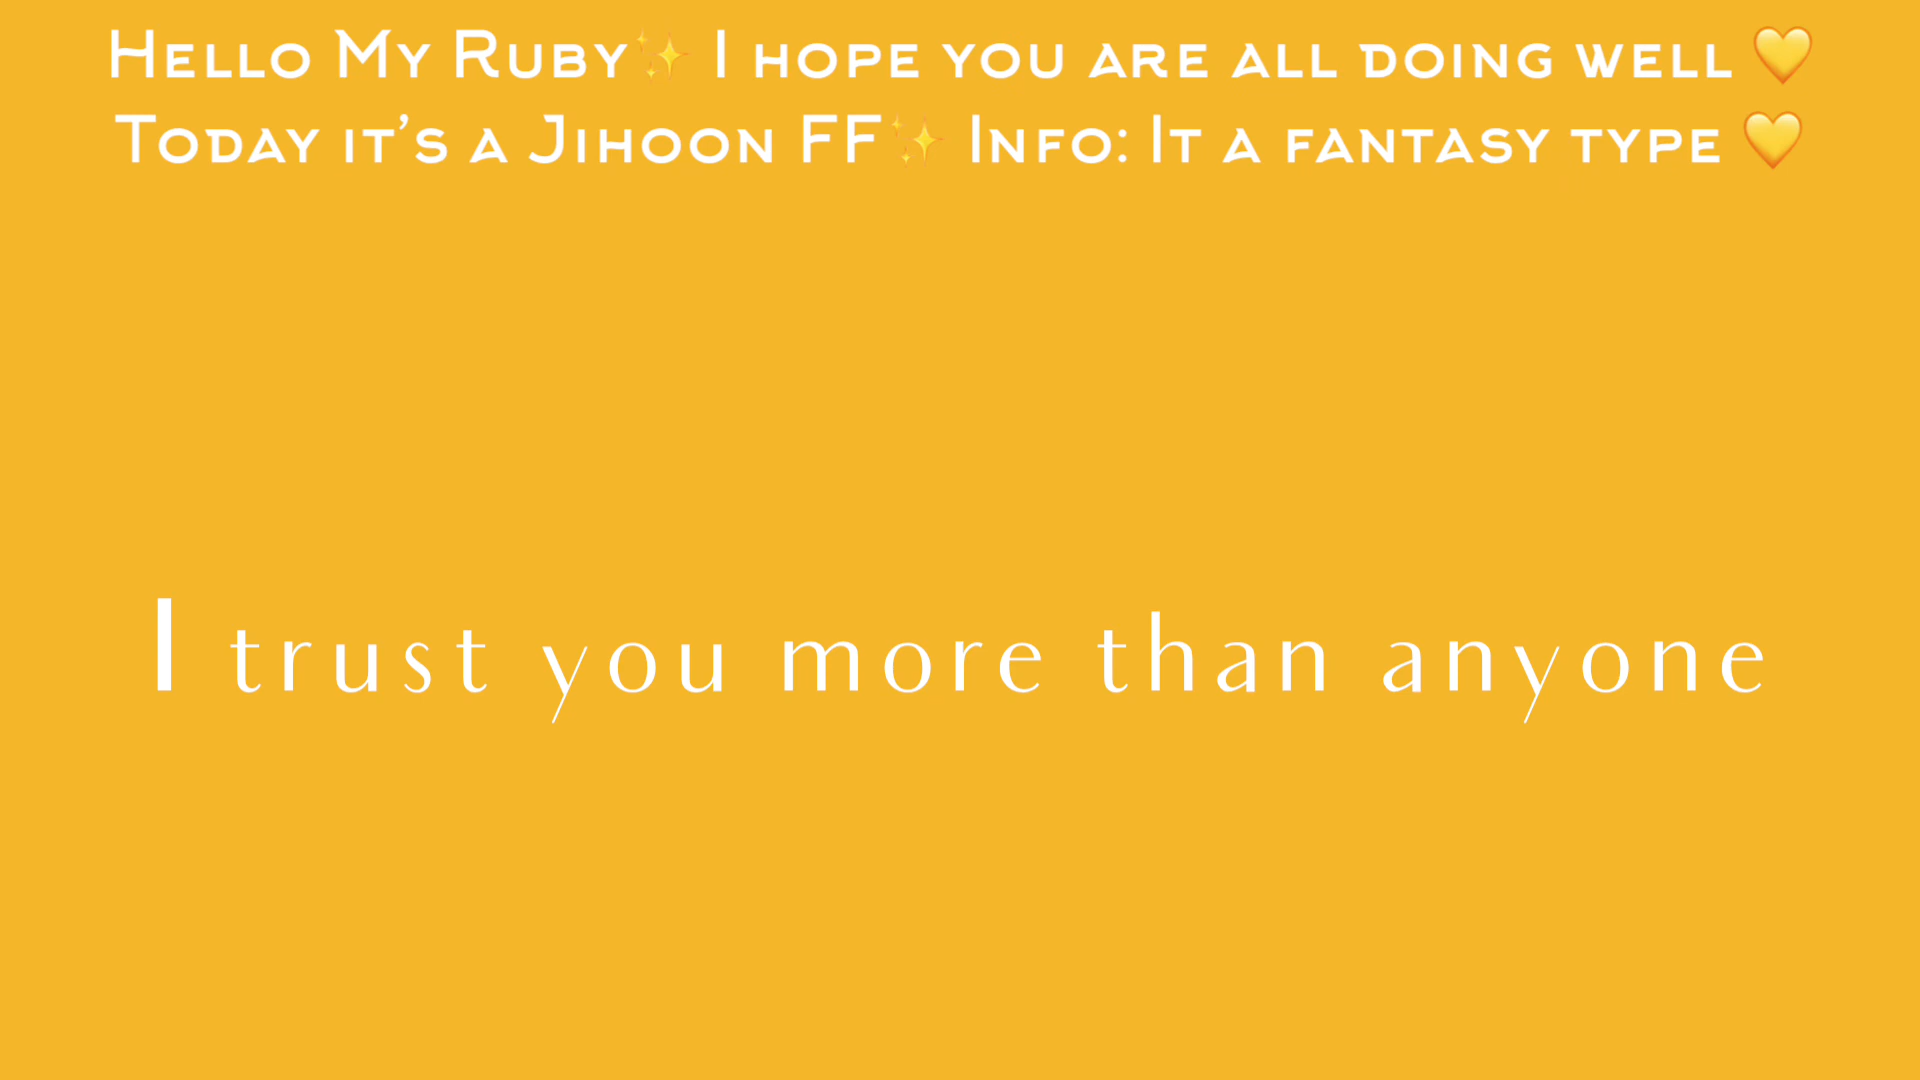 Hello My Ruby✨ I hope you are all doing well 💛
Today it’s a Jihoon FF✨ Info: It a fantasy type 💛
I trust you more than anyone